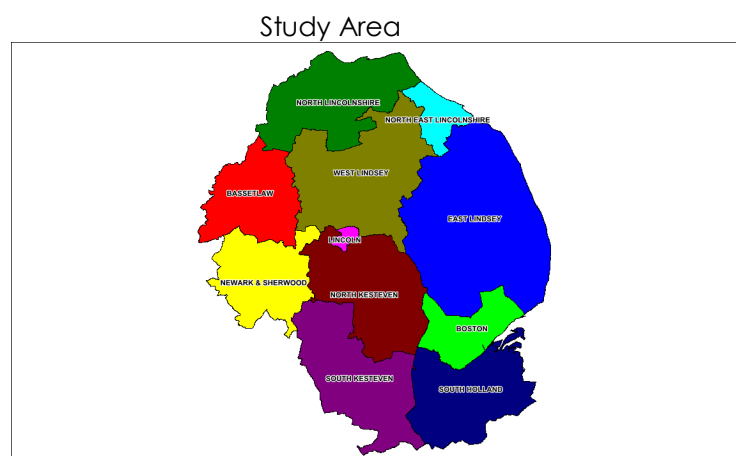 Study Area
NORTH LINCOLNSHIRE
NORTH EAST LINCOLNSHIRE
WEST LINDSEY
BASSETLAW
EAST LINDSEY
LINCOLN
NEWARK & SHERWOOD
NORTH KESTEVEN
BOSTON
SOUTH KESTEVEN
SOUTH HOLLAND